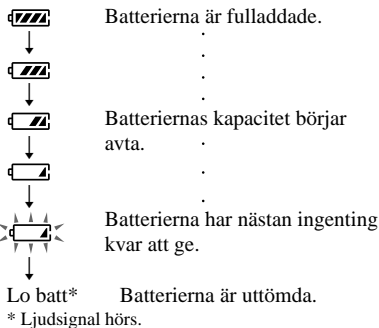 Batterierna är fulladdade.
Batteriernas kapacitet börjar
avta.
Batterierna har nästan ingenting
kvar att ge.
Lo batt* Batterierna är uttömda.
* Ljudsignal hörs.